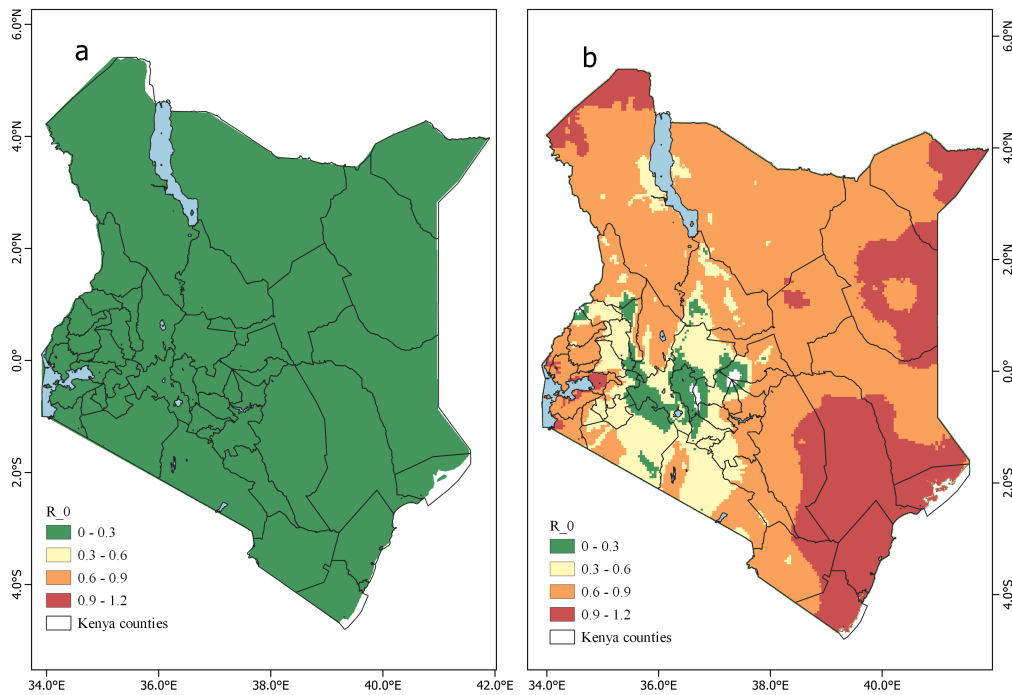 a
6.0°N
4.0°N
2.0°N
0.0°
2.0°S
4.0°S
R_0
0 - 0.3
0.3 - 0.6
0.6 - 0.9
0.9 - 1.2
Kenya counties
34.0°E 36.0°E 38.0°E 40.0°E 42.0°E
b
6.0°N
4.0°N
2.0°N
0.0°
2.0°S
4.0°S
R_0
0 - 0.3
0.3 - 0.6
0.6 - 0.9
0.9 - 1.2
Kenya counties
34.0°E 36.0°E 38.0°E 40.0°E